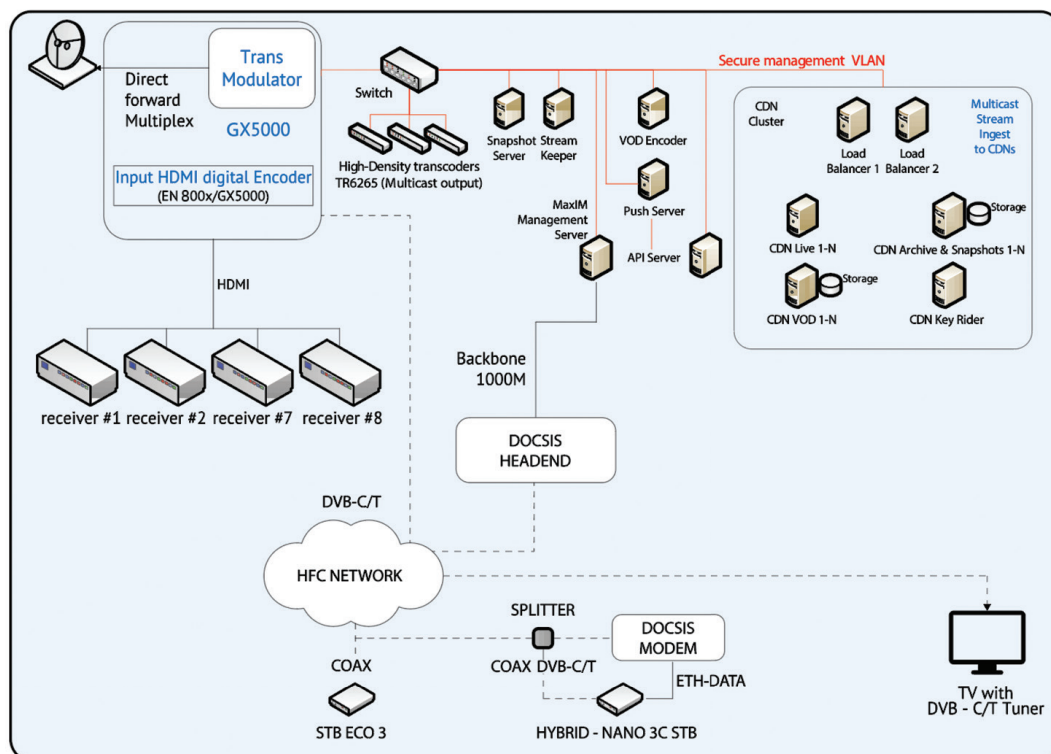 Trans
Modulator
GX5000
Direct
forward
Multiplex
Input HDMI digital Encoder
(EN 800x/GX5000)
Switch
High-Density transcoders
TR6265 (Multicast output)
Snapshot
Server
Stream
Keeper
VOD Encoder
Secure management VLAN
MaxIM
Management
Server
Push Server
API Server
CDN
Cluster
Load
Balancer 1
Load
Balancer 2
Multicast
Stream
Ingest
to CDNs
CDN Live 1-N
Storage
CDN Archive & Snapshots 1-N
Storage
CDN VOD 1-N
CDN Key Rider
HDMI
receiver #1
receiver #2
receiver #7
receiver #8
Backbone
1000M
DOCSIS
HEADEND
DVB-C/T
HFC NETWORK
SPLITTER
DOCSIS
MODEM
COAX
COAX DVB-C/T
ETH-DATA
STB ECO 3
HYBRID - NANO 3C STB
TV with
DVB - C/T Tuner